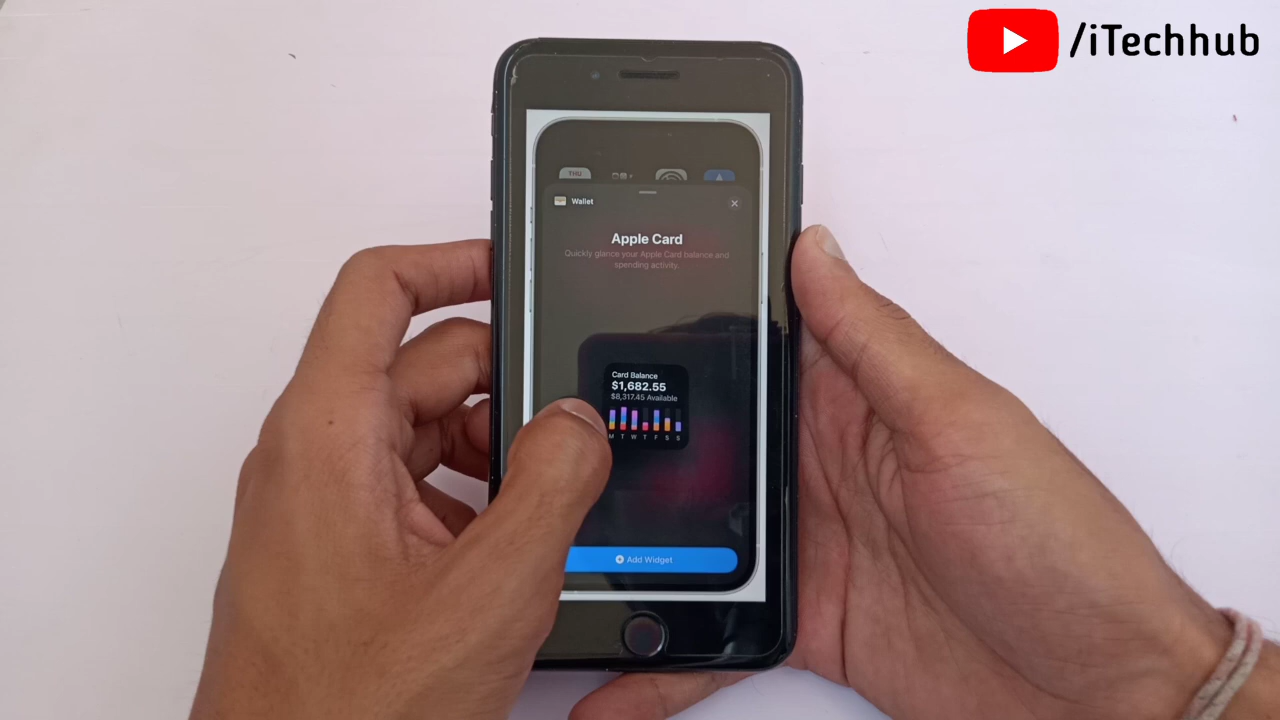 /iTechhub
THU
Wallet
Apple Card
Quickly glance your Apple Card balance and
spending activity.
Card Balance
$1,682.55
$8,317.45 Available
M T W T F S S
Add Widget